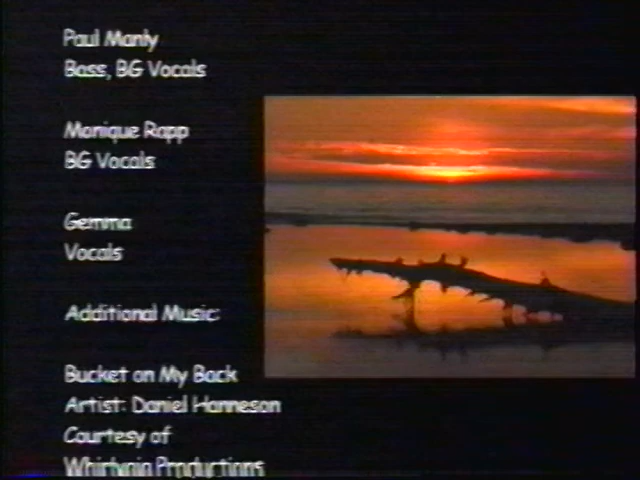 Paul Manly
Bass, BG Vocals
Monique Rapp
BG Vocals
Gemma
Vocals
Additional Music:
Bucket on My Back
Artist: Daniel Hanneson
Courtesy of
Productions